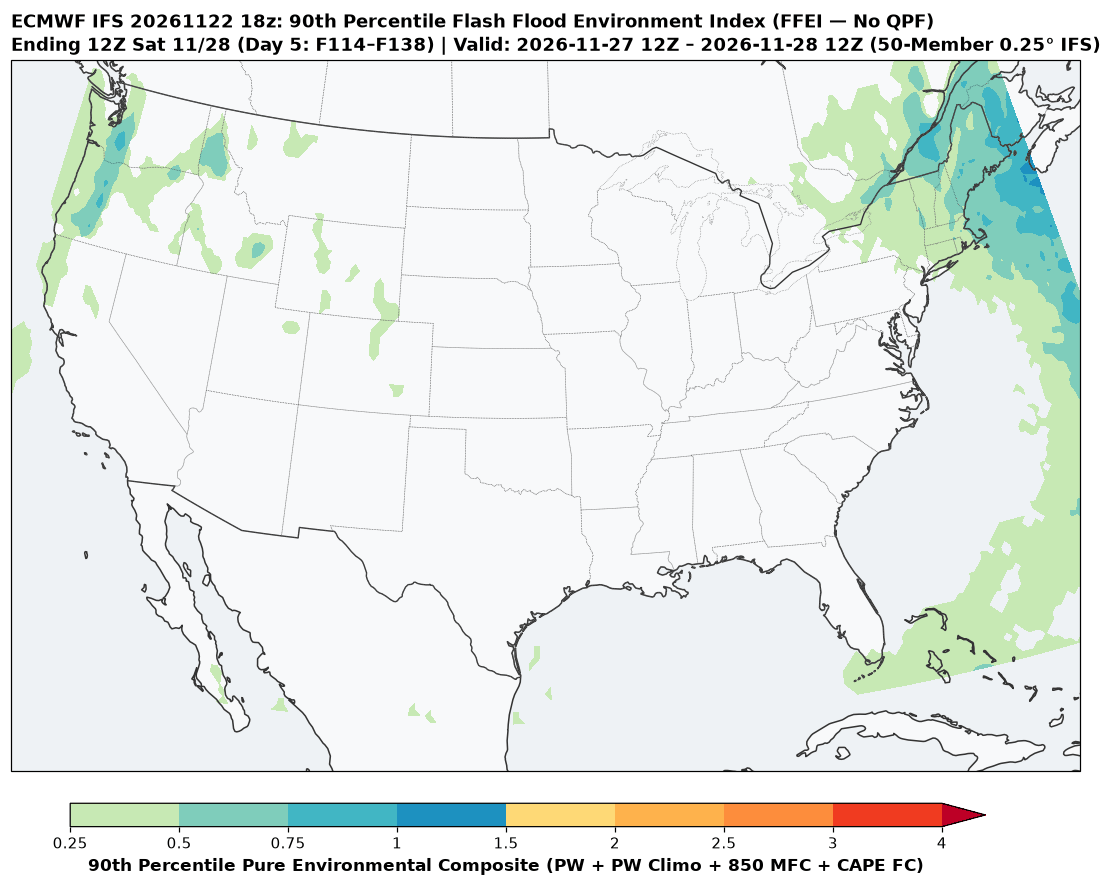 ECMWF IFS 20261122 18z: 90th Percentile Flash Flood Environment Index (FFEI — No QPF)
Ending 12Z Sat 11/28 (Day 5: F114–F138) | Valid: 2026-11-27 12Z – 2026-11-28 12Z (50-Member 0.25° IFS)
0.25 0.5 0.75 1 1.5 2 2.5 3 4
90th Percentile Pure Environmental Composite (PW + PW Climo + 850 MFC + CAPE FC)